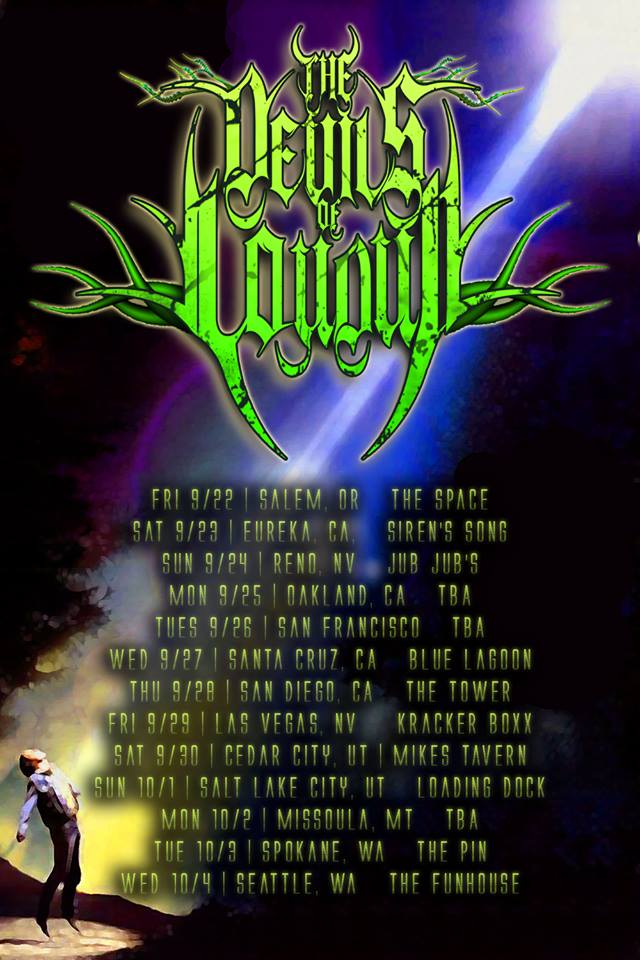 THE
DEVILS
OF
LOUDUN
FRI 9/22 | SALEM, OR THE SPACE
SAT 9/23 | EUREKA, CA, SIREN'S SONG
SUN 9/24 | RENO, NV JUB JUB'S
MON 9/25 | OAKLAND, CA TBA
TUES 9/26 | SAN FRANCISCO TBA
WED 9/27 | SANTA CRUZ, CA BLUE LAGOON
THU 9/28 | SAN DIEGO, CA THE TOWER
FRI 9/29 | LAS VEGAS, NV KRACKER BOXX
SAT 9/30 | CEDAR CITY, UT | MIKES TAVERN
SUN 10/1 | SALT LAKE CITY, UT LOADING DOCK
MON 10/2 | MISSOULA, MT TBA
TUE 10/3 | SPOKANE, WA THE PIN
WED 10/4 | SEATTLE, WA THE FUNHOUSE